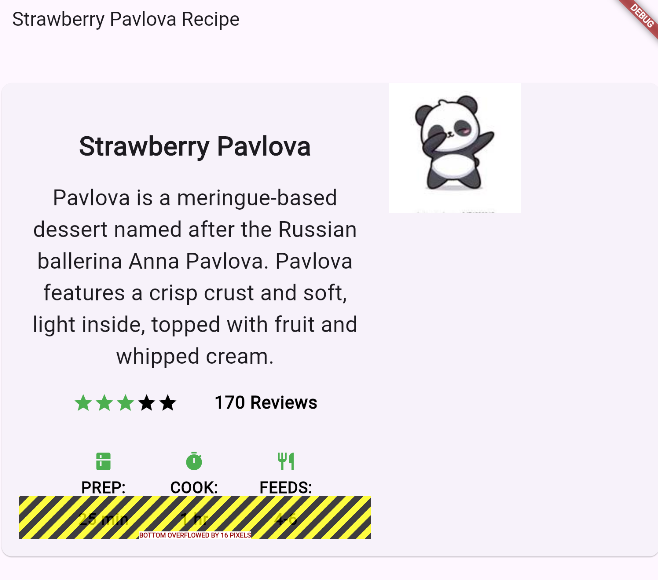 Strawberry Pavlova Recipe
DEBUG
Strawberry Pavlova
Pavlova is a meringue-based
dessert named after the Russian
ballerina Anna Pavlova. Pavlova
features a crisp crust and soft,
light inside, topped with fruit and
whipped cream.
170 Reviews
PREP: COOK: FEEDS:
25 min 1 hr 4-6
BOTTOM OVERFLOWED BY 16 PIXELS